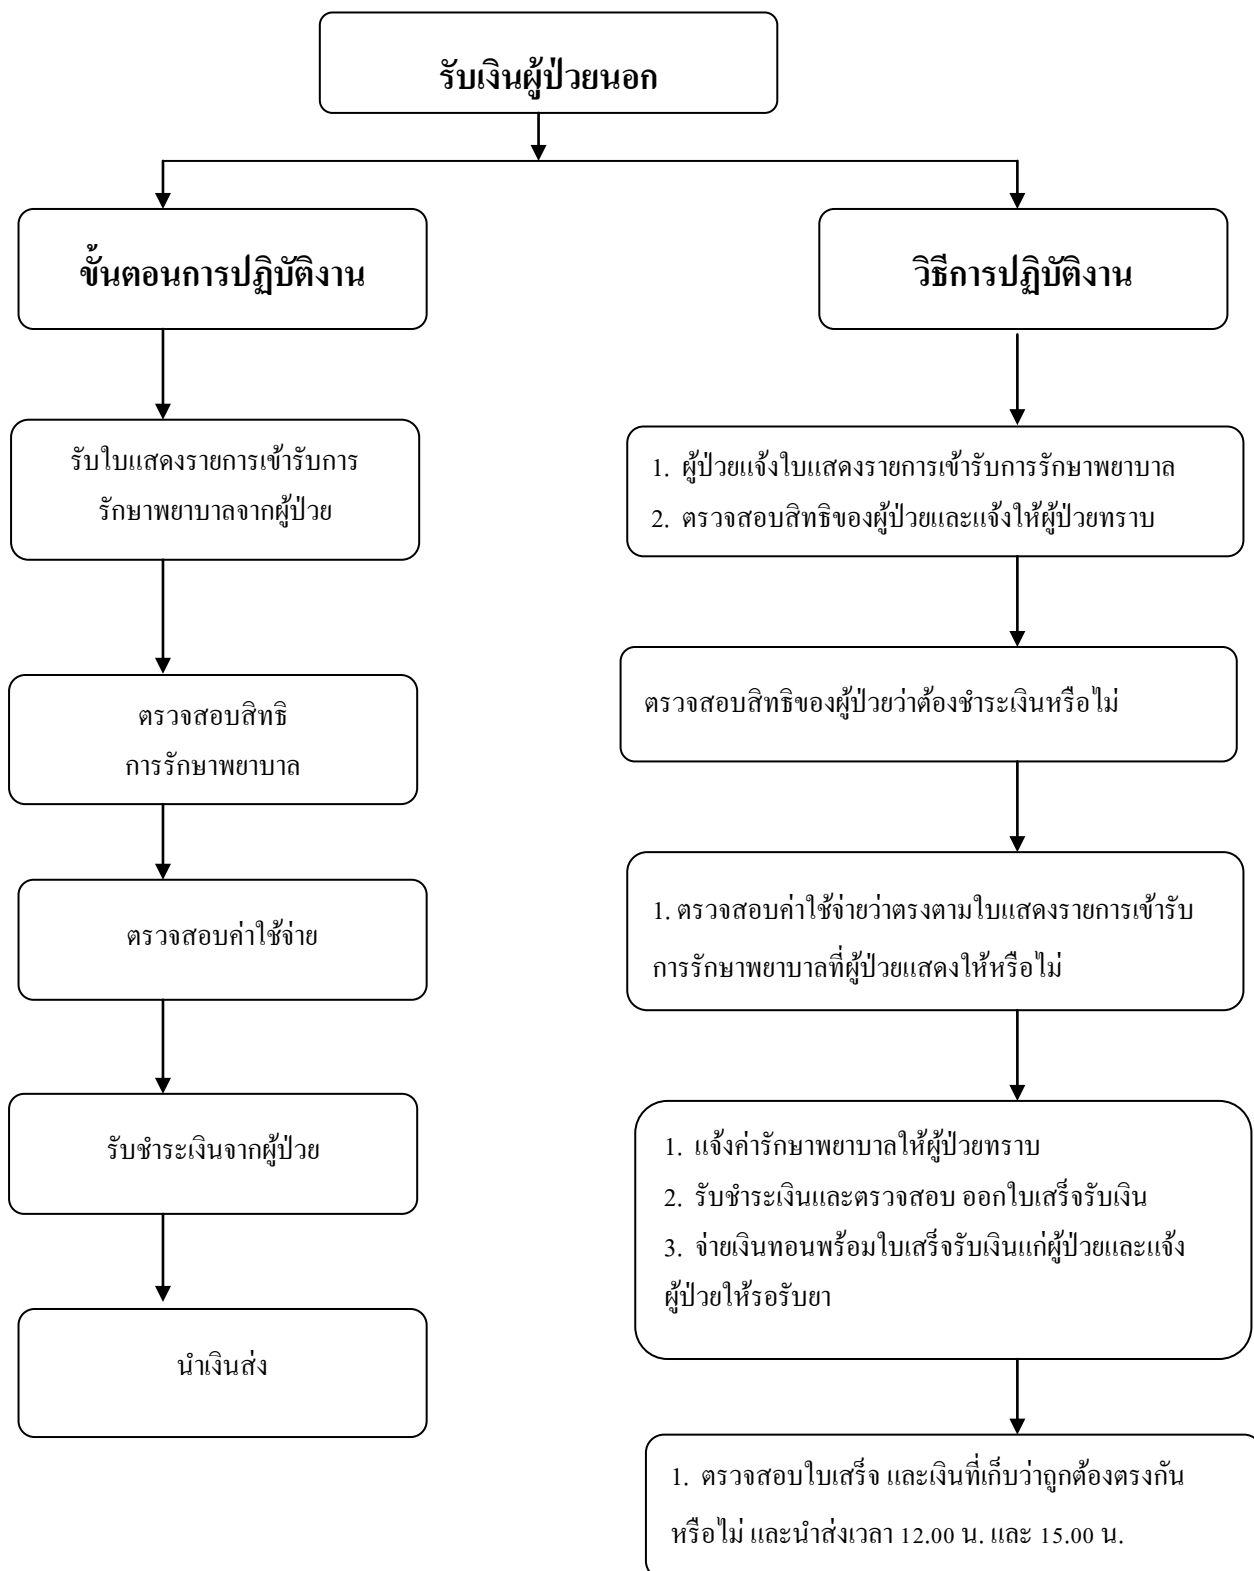 รับเงินผู้ป่วยนอก
ขั้นตอนการปฏิบัติงาน
วิธีการปฏิบัติงาน
รับใบแสดงรายการเข้ารับการ
รักษาพยาบาลจากผู้ป่วย
1. ผู้ป่วยแจ้งใบแสดงรายการเข้ารับการรักษาพยาบาล
2. ตรวจสอบสิทธิของผู้ป่วยและแจ้งให้ผู้ป่วยทราบ
ตรวจสอบสิทธิ
การรักษาพยาบาล
ตรวจสอบสิทธิของผู้ป่วยว่าต้องชำระเงินหรือไม่
ตรวจสอบค่าใช้จ่าย
1. ตรวจสอบค่าใช้จ่ายว่าตรงตามใบแสดงรายการเข้ารับ
การรักษาพยาบาลที่ผู้ป่วยแสดงให้หรือไม่
รับชำระเงินจากผู้ป่วย
1. แจ้งค่ารักษาพยาบาลให้ผู้ป่วยทราบ
2. รับชำระเงินและตรวจสอบ ออกใบเสร็จรับเงิน
3. จ่ายเงินทอนพร้อมใบเสร็จรับเงินแก่ผู้ป่วยและแจ้ง
ผู้ป่วยให้รอรับยา
นำเงินส่ง
1. ตรวจสอบใบเสร็จ และเงินที่เก็บว่าถูกต้องตรงกัน
หรือไม่ และนำส่งเวลา 12.00 น. และ 15.00 น.